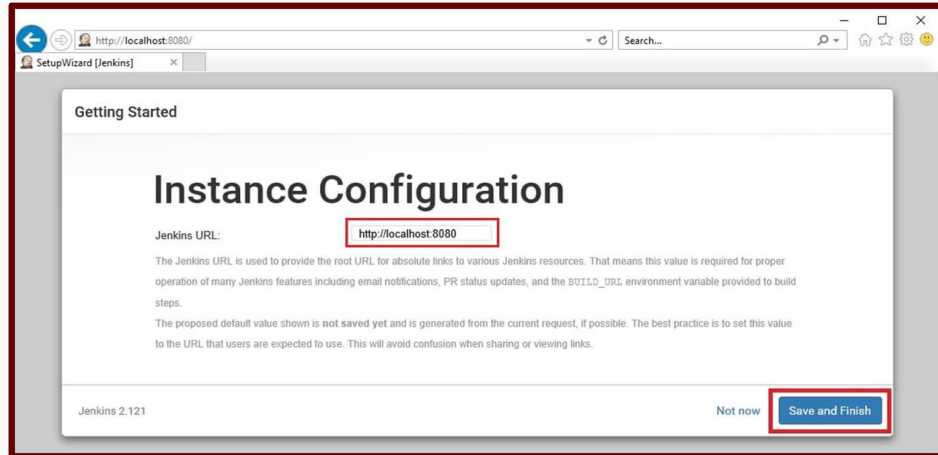 http://localhost:8080/
Search...
SetupWizard [Jenkins]
Getting Started
Instance Configuration
Jenkins URL:
http://localhost:8080
The Jenkins URL is used to provide the root URL for absolute links to various Jenkins resources. That means this value is required for proper
operation of many Jenkins features including email notifications, PR status updates, and the BUILD_URL environment variable provided to build
steps.
The proposed default value shown is not saved yet and is generated from the current request, if possible. The best practice is to set this value
to the URL that users are expected to use. This will avoid confusion when sharing or viewing links.
Jenkins 2.121
Not now
Save and Finish